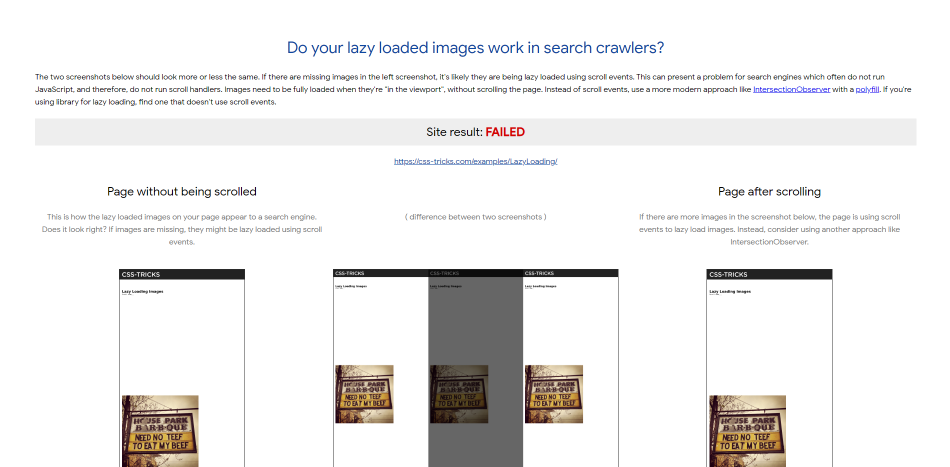 Do your lazy loaded images work in search crawlers?
The two screenshots below should look more or less the same. If there are missing images in the left screenshot, it's likely they are being lazy loaded using scroll events. This can present a problem for search engines which often do not run
JavaScript, and therefore, do not run scroll handlers. Images need to be fully loaded when they're "in the viewport", without scrolling the page. Instead of scroll events, use a more modern approach like IntersectionObserver with a polyfill. If you're
using library for lazy loading, find one that doesn't use scroll events.
Site result: FAILED
https://css-tricks.com/examples/LazyLoading/
Page without being scrolled
This is how the lazy loaded images on your page appear to a search engine.
Does it look right? If images are missing, they might be lazy loaded using scroll
events.
( difference between two screenshots )
Page after scrolling
If there are more images in the screenshot below, the page is using scroll
events to lazy load images. Instead, consider using another approach like
IntersectionObserver.
CSS-TRICKS
Lazy Loading Images
HOUSE PARK
BAR-B-QUE
NEED NO TEEF
TO EAT MY BEEF
CSS-TRICKS
Lazy Loading Images
HOUSE PARK
BAR-B-QUE
NEED NO TEEF
TO EAT MY BEEF
CSS-TRICKS
Lazy Loading Images
HOUSE PARK
BAR-B-QUE
NEED NO TEEF
TO EAT MY BEEF
CSS-TRICKS
Lazy Loading Images
HOUSE PARK
BAR-B-QUE
NEED NO TEEF
TO EAT MY BEEF
CSS-TRICKS
Lazy Loading Images
HOUSE PARK
BAR-B-QUE
NEED NO TEEF
TO EAT MY BEEF